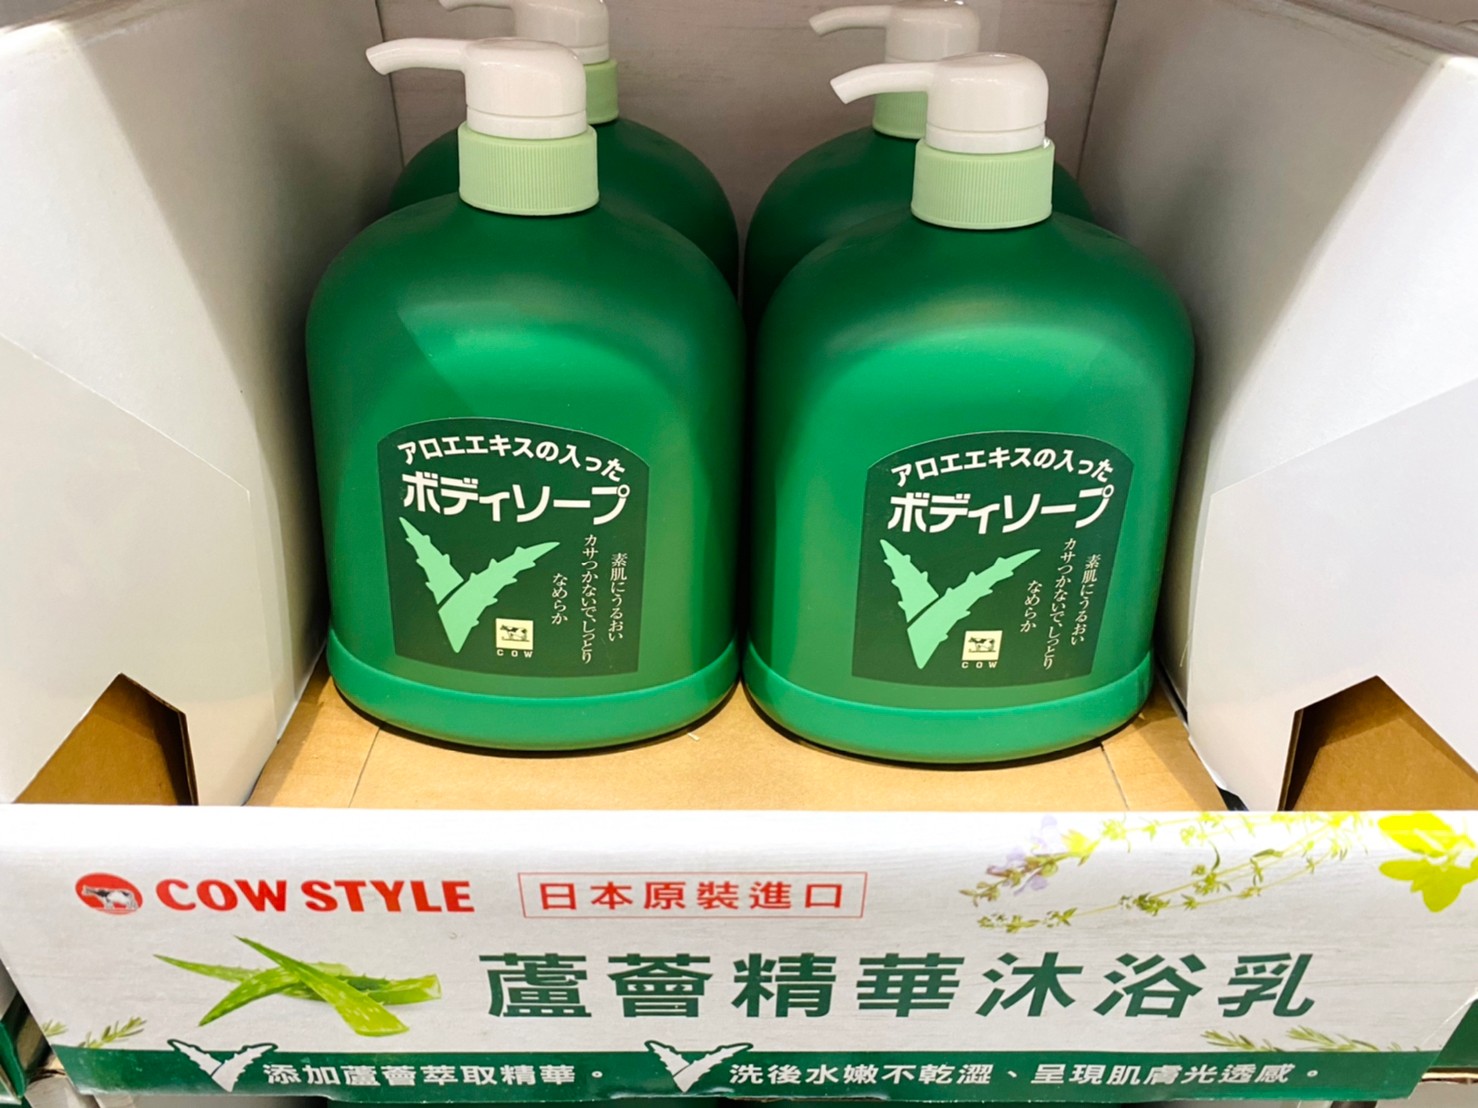 アロエエキスの入った
ボディソープ
素肌にうるおい
カサつかないで、しっとり
なめらか
COW
アロエエキスの入った
ボディソープ
素肌にうるおい
カサつかないで、しっとり
なめらか
COW
COW STYLE 日本原裝進口
蘆薈精華沐浴乳
添加蘆薈萃取精華。 洗後水嫩不乾澀、呈現肌膚光透感。